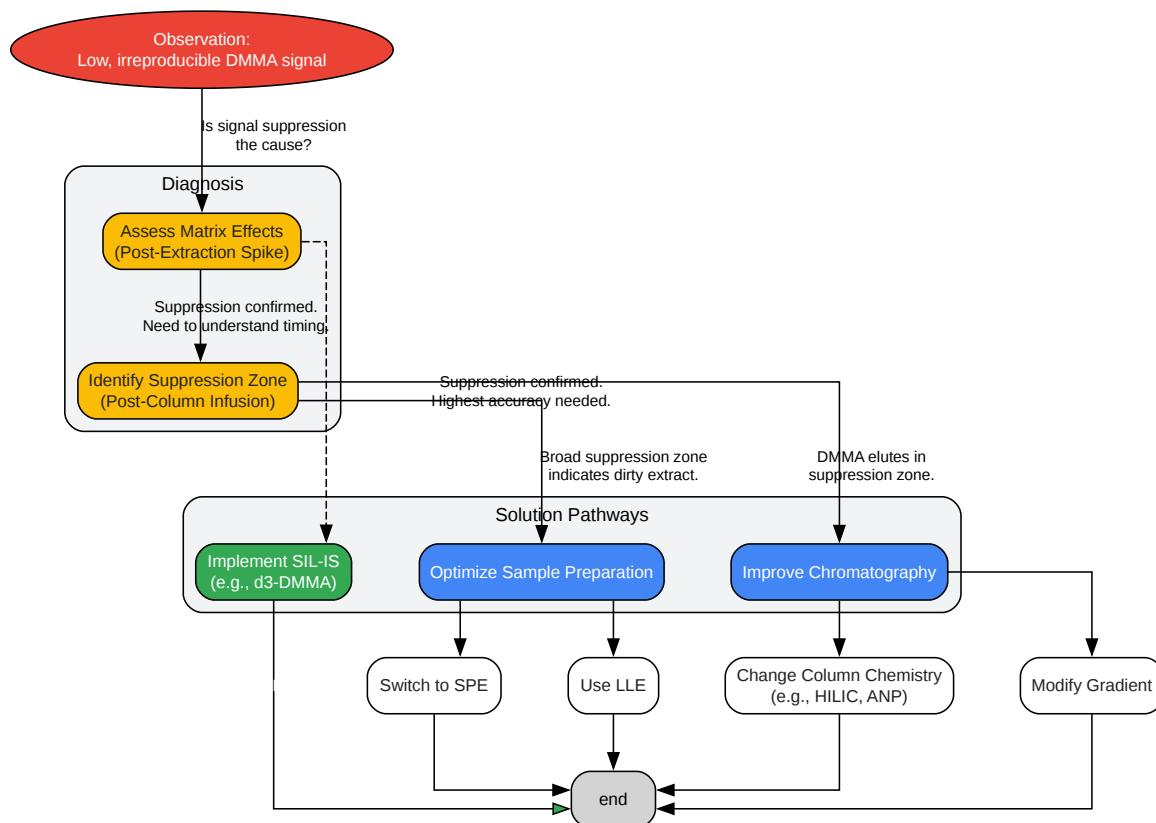 Observation:
Low, irreproducible DMMA signal
Is signal suppression
the cause?
Diagnosis
Assess Matrix Effects
(Post-Extraction Spike)
Suppression confirmed.
Need to understand timing.
Identify Suppression Zone
(Post-Column Infusion)
Suppression confirmed.
Highest accuracy needed.
Broad suppression zone
indicates dirty extract.
DMMA elutes in
suppression zone.
Solution Pathways
Implement SIL-IS
(e.g., d3-DMMA)
Optimize Sample Preparation
Improve Chromatography
Switch to SPE
Use LLE
Change Column Chemistry
(e.g., HILIC, ANP)
Modify Gradient
end